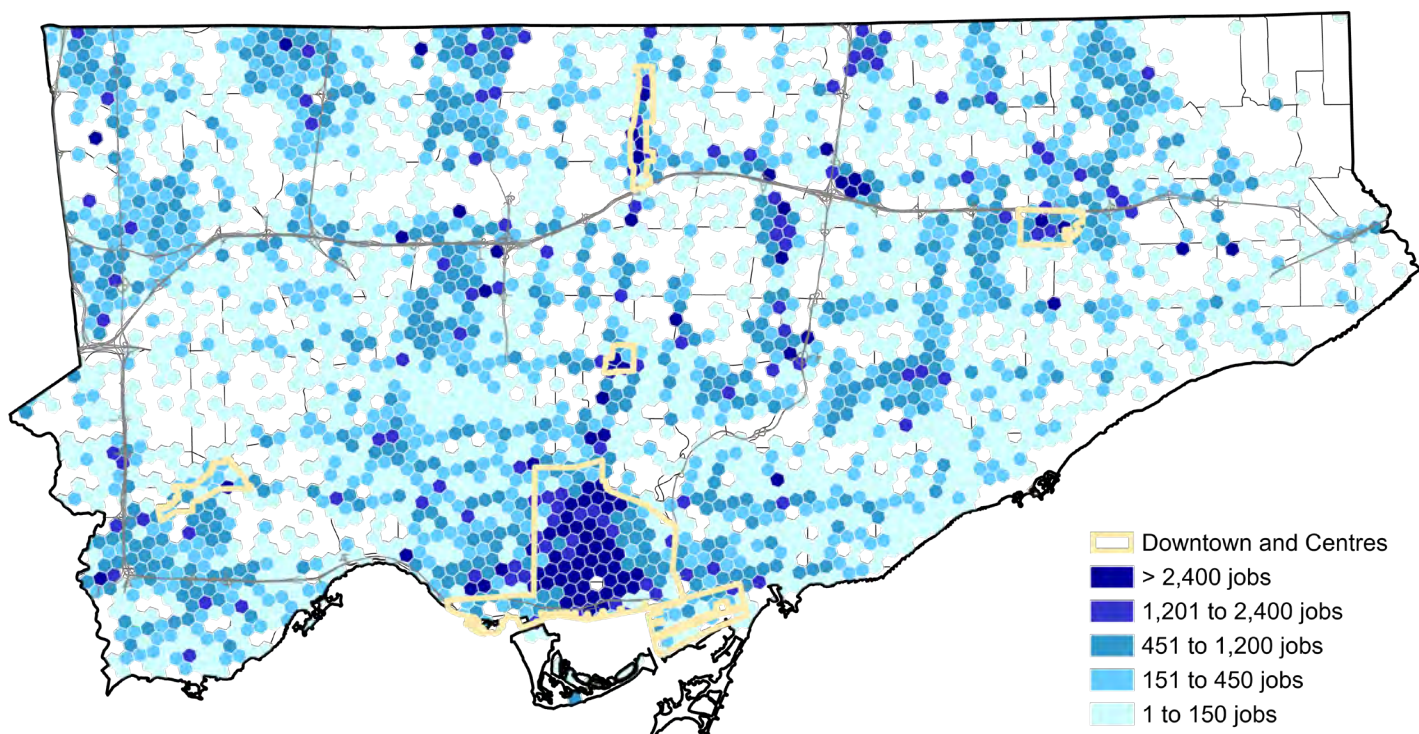 Downtown and Centres
> 2,400 jobs
1,201 to 2,400 jobs
451 to 1,200 jobs
151 to 450 jobs
1 to 150 jobs